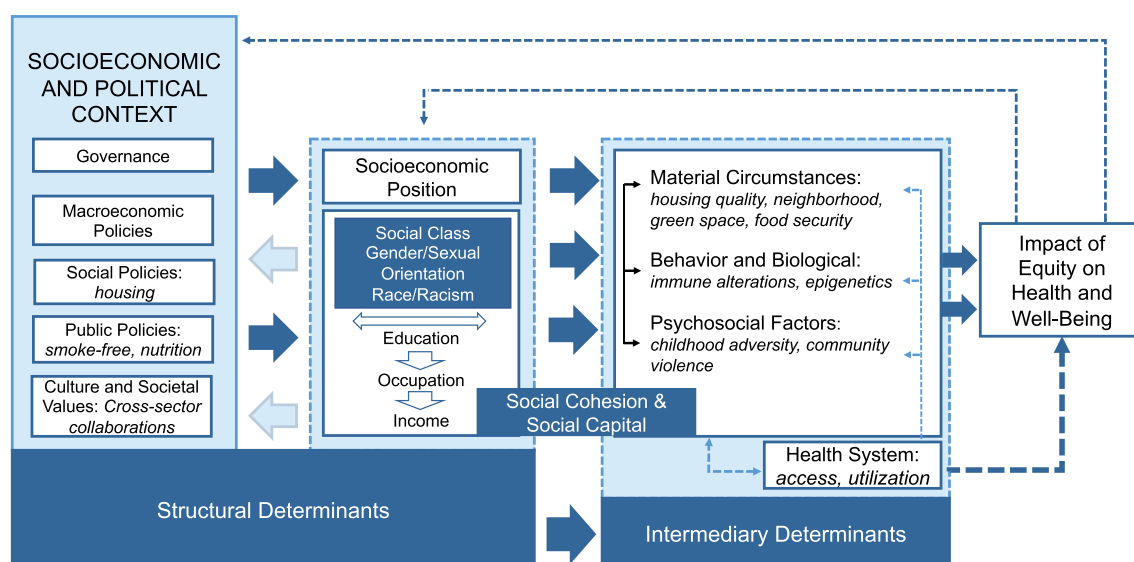 SOCIOECONOMIC
AND POLITICAL
CONTEXT
Governance
Macroeconomic
Policies
Social Policies:
housing
Public Policies:
smoke-free, nutrition
Culture and Societal
Values: Cross-sector
collaborations
Structural Determinants
Socioeconomic
Position
Social Class
Gender/Sexual
Orientation
Race/Racism
Education
Occupation
Income
Social Cohesion &
Social Capital
Material Circumstances:
housing quality, neighborhood,
green space, food security
Behavior and Biological:
immune alterations, epigenetics
Psychosocial Factors:
childhood adversity, community
violence
Health System:
access, utilization
Intermediary Determinants
Impact of
Equity on
Health and
Well-Being